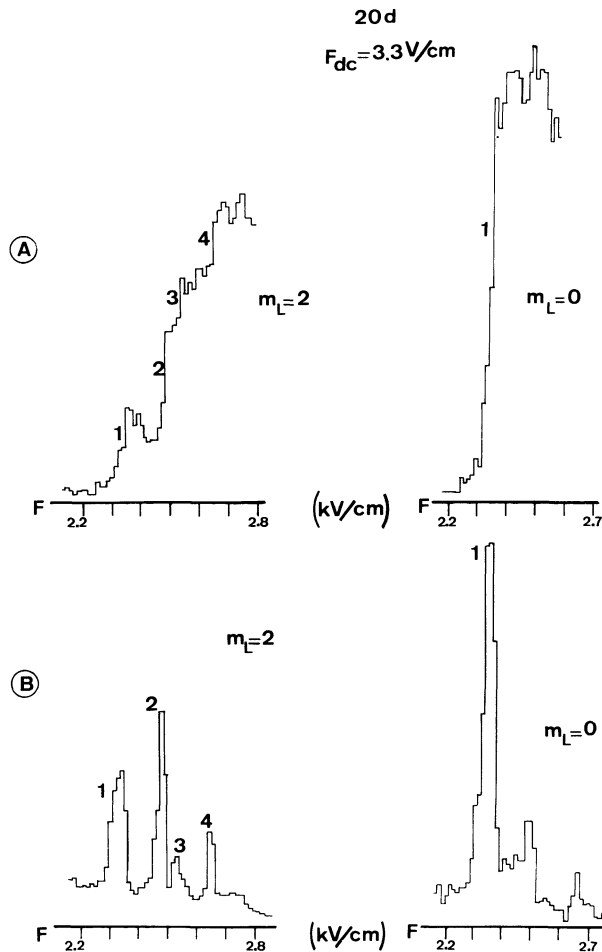 20d
F_dc=3.3V/cm
A
1
2
3
4
m_L=2
1
m_L=0
F
2.2
2.8
(kV/cm)
F
2.2
2.7
B
m_L=2
1
2
3
4
1
m_L=0
F
2.2
2.8
(kV/cm)
F
2.2
2.7